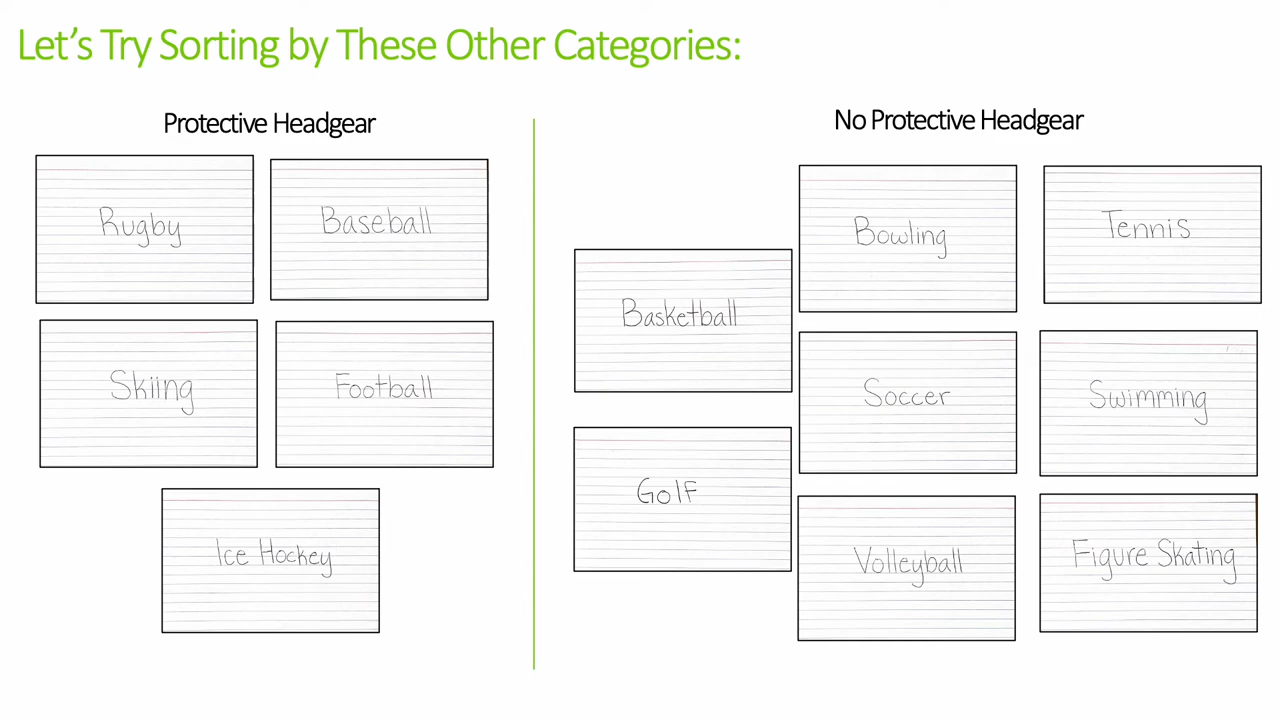 Let's Try Sorting by These Other Categories:
Protective Headgear
Rugby
Baseball
Skiing
Football
Ice Hockey
No Protective Headgear
Basketball
Golf
Bowling
Tennis
Soccer
Swimming
Volleyball
Figure Skating